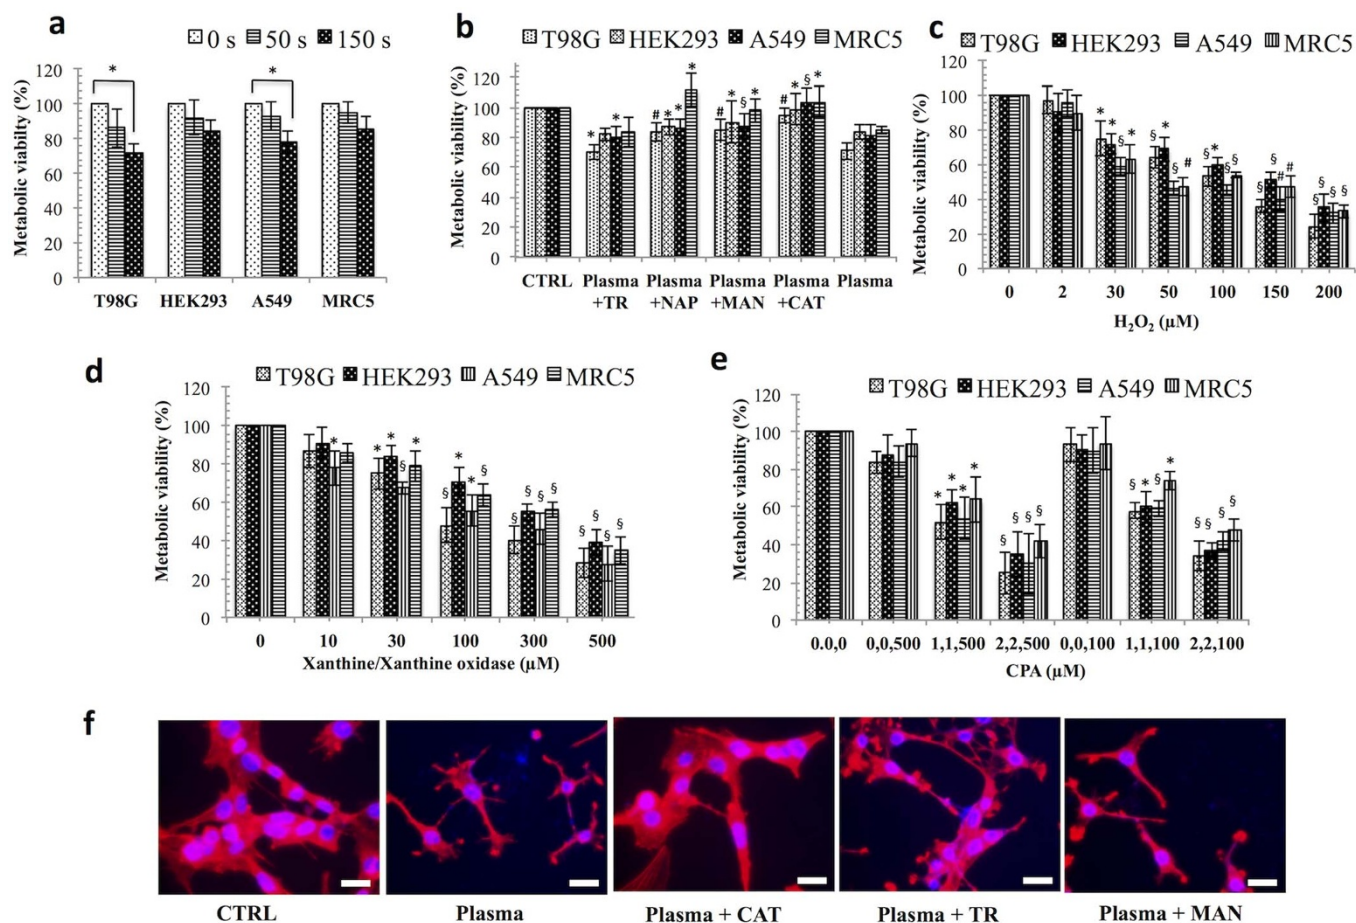 a
0 s 50 s 150 s
Metabolic viability (%)
120
100
80
60
40
20
0
* *
T98G HEK293 A549 MRC5
b
T98G HEK293 A549 MRC5
Metabolic viability (%)
120
100
80
60
40
20
0
* * # * * * # * § * # * § *
CTRL Plasma Plasma Plasma Plasma Plasma
+TR +NAP +MAN +CAT
c
T98G HEK293 A549 MRC5
Metabolic viability (%)
120
100
80
60
40
20
0
* * § * § * § # § * § § § § # # § § § §
0 2 30 50 100 150 200
H₂O₂ (µM)
d
T98G HEK293 A549 MRC5
Metabolic viability (%)
120
100
80
60
40
20
0
* * * § * § * * § § § § § § § § §
0 10 30 100 300 500
Xanthine/Xanthine oxidase (µM)
e
T98G HEK293 A549 MRC5
Metabolic viability (%)
120
100
80
60
40
20
0
* * * * § § § § § * § * § § § §
0.0,0 0,0,500 1,1,500 2,2,500 0,0,100 1,1,100 2,2,100
CPA (µM)
f
CTRL Plasma Plasma + CAT Plasma + TR Plasma + MAN